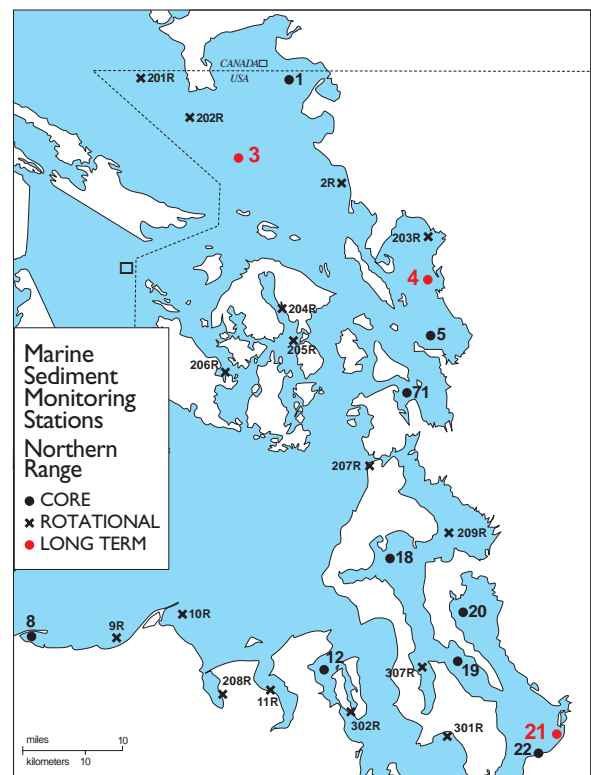 CANADA
USA
201R
1
202R
3
2R
203R
4
204R
5
205R
206R
71
Marine
Sediment
Monitoring
Stations
Northern
Range
CORE
ROTATIONAL
LONG TERM
207R
209R
18
20
8
9R
10R
12
19
307R
208R
11R
302R
301R
21
22
miles 10
kilometers 10